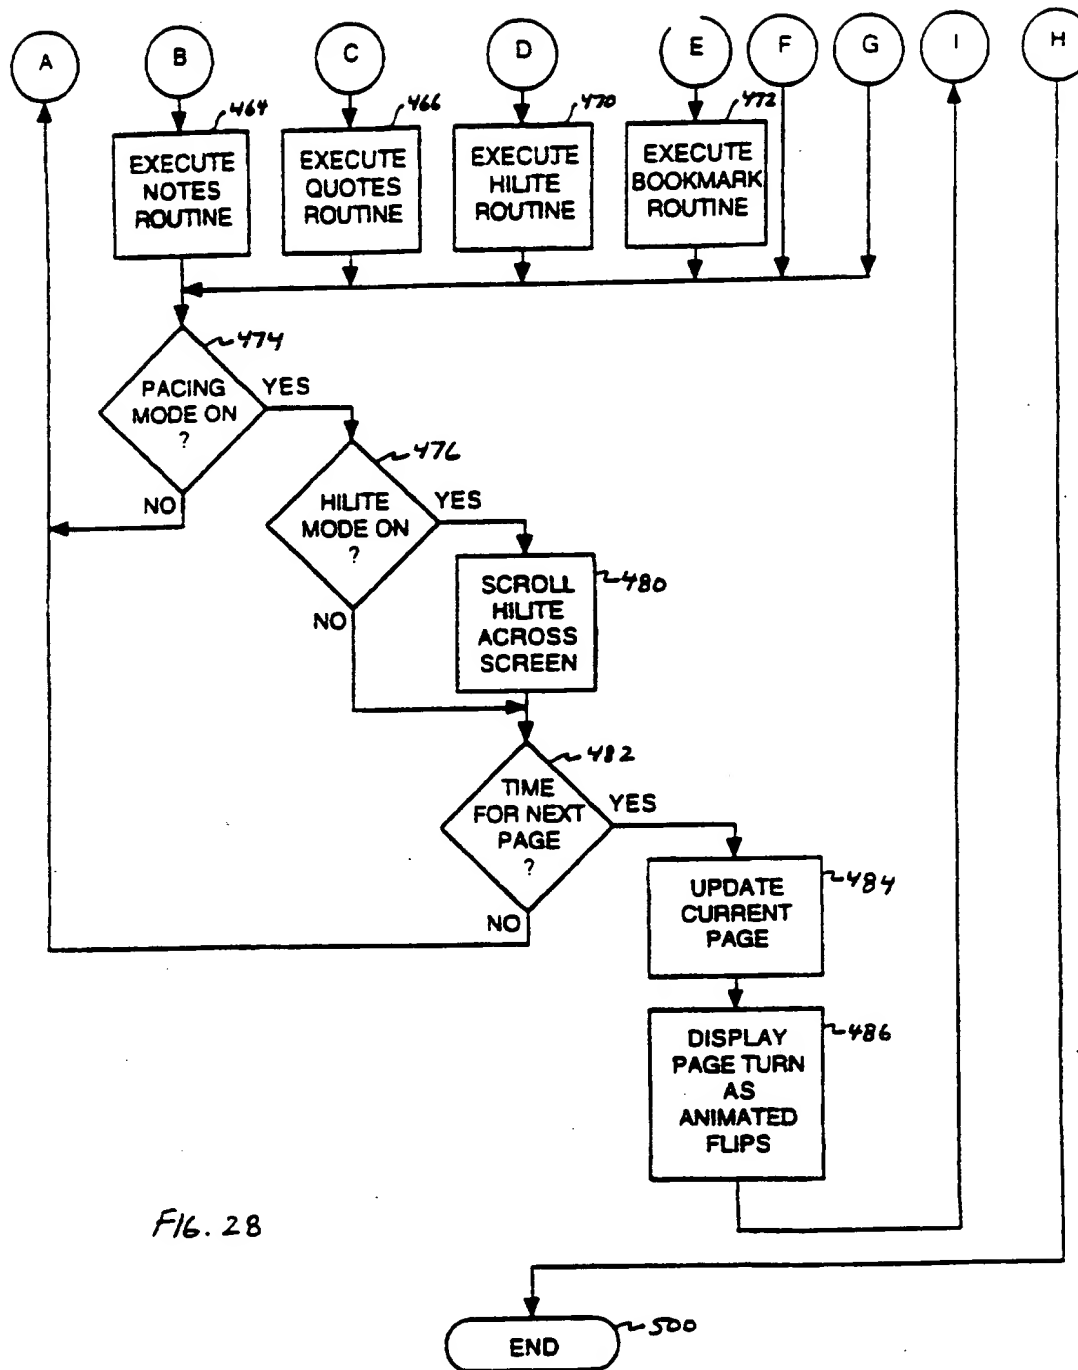 A
B
C
D
E
F
G
I
H
464
466
470
472
EXECUTE
NOTES
ROUTINE
EXECUTE
QUOTES
ROUTINE
EXECUTE
HILITE
ROUTINE
EXECUTE
BOOKMARK
ROUTINE
474
PACING
MODE ON
?
YES
NO
476
HILITE
MODE ON
?
YES
NO
480
SCROLL
HILITE
ACROSS
SCREEN
482
TIME
FOR NEXT
PAGE
?
YES
NO
484
UPDATE
CURRENT
PAGE
486
DISPLAY
PAGE TURN
AS
ANIMATED
FLIPS
FIG. 28
END
500